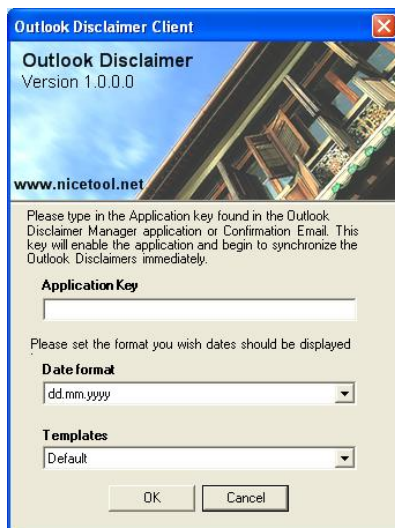 Outlook Disclaimer Client
Outlook Disclaimer
Version 1.0.0.0
www.nicetool.net
Please type in the Application key found in the Outlook
Disclaimer Manager application or Confirmation Email. This
key will enable the application and begin to synchronize the
Outlook Disclaimers immediately.
Application Key
Please set the format you wish dates should be displayed
Date format
dd.mm.yyyy
Templates
Default
OK
Cancel